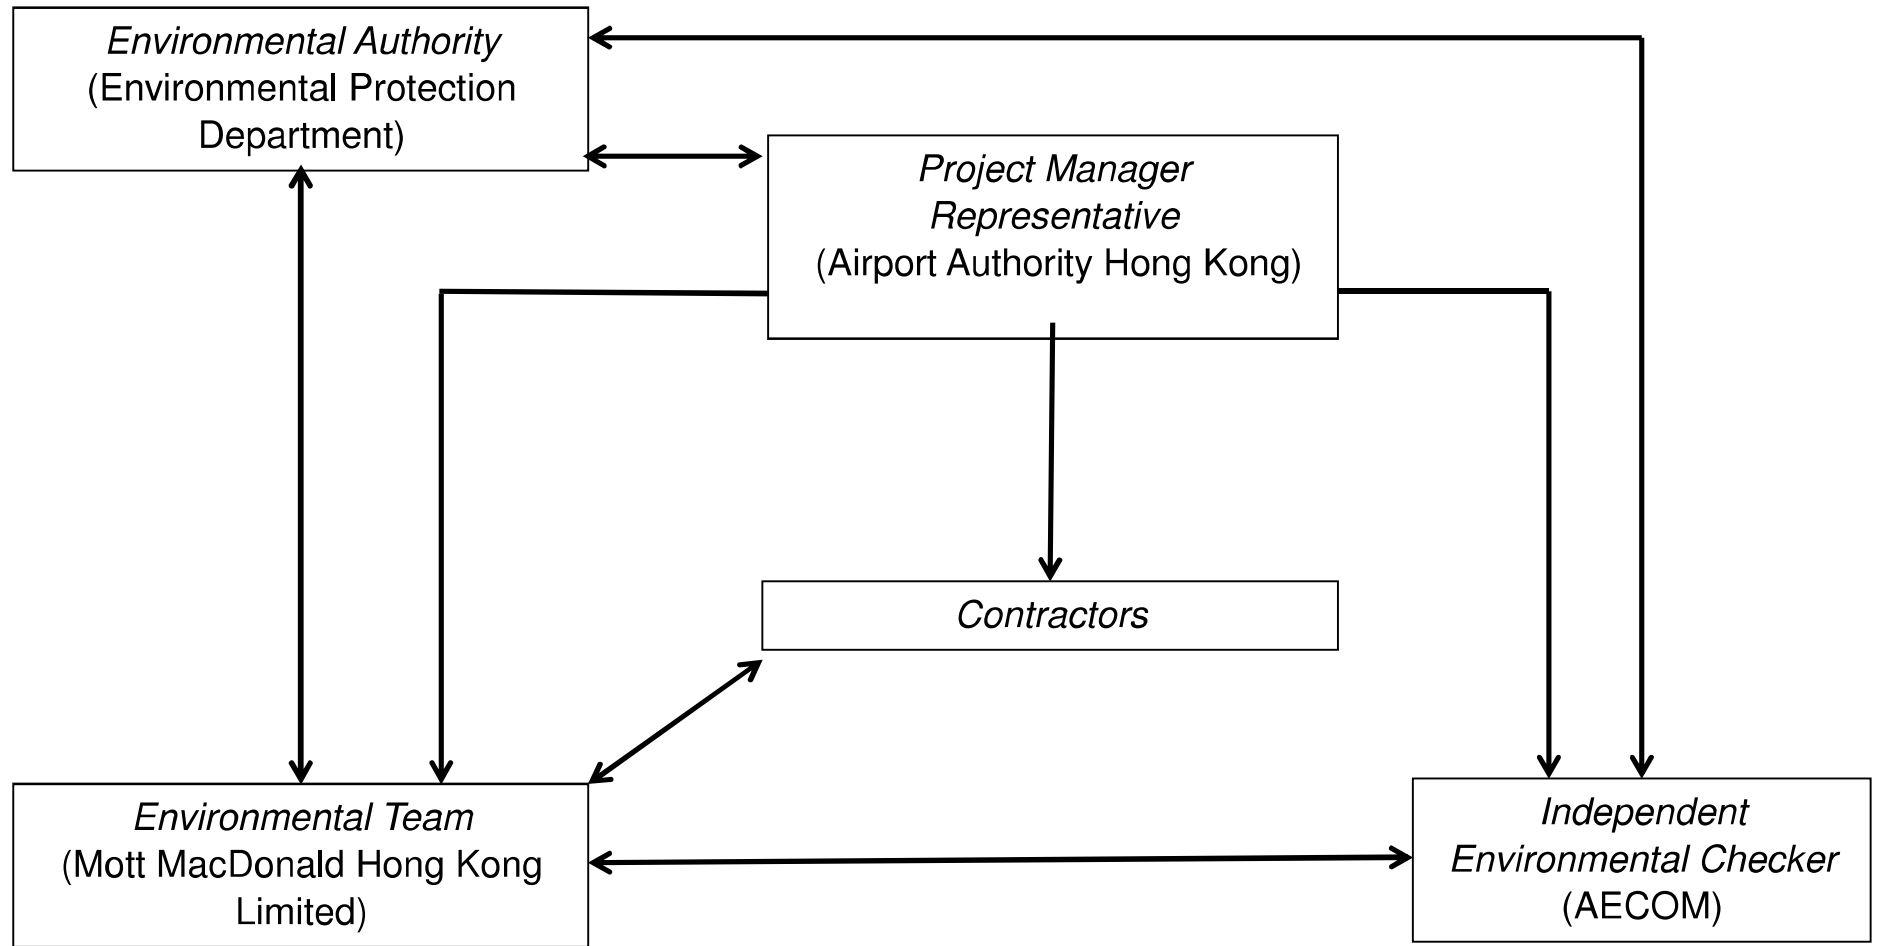 Environmental Authority
(Environmental Protection
Department)
Project Manager
Representative
(Airport Authority Hong Kong)
Contractors
Environmental Team
(Mott MacDonald Hong Kong
Limited)
Independent
Environmental Checker
(AECOM)